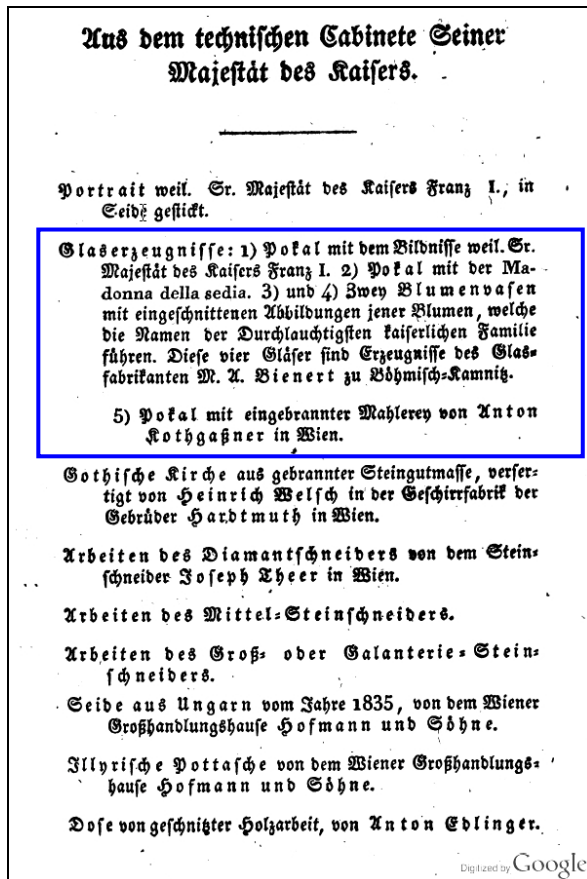 Aus dem technischen Cabinete Seiner
Majestät des Kaisers.
Portrait weil. Sr. Majestät des Kaisers Franz I., in
Seide gestickt.
Glaserzeugnisse: 1) Pokal mit dem Bildnisse weil. Sr.
Majestät des Kaisers Franz I. 2) Pokal mit der Ma-
donna della sedia. 3) und 4) Zwey Blumenvasen
mit eingeschnittenen Abbildungen jener Blumen, welche
die Namen der Durchlauchtigsten kaiserlichen Familie
führen. Diese vier Gläser sind Erzeugnisse des Glas-
fabrikanten M. A. Bienert zu Böhmisch-Kamnitz.
5) Pokal mit eingebrannter Mahlerey von Anton
Kothgaßner in Wien.
Gothische Kirche aus gebrannter Steingutmasse, verfer-
tigt von Heinrich Welsch in der Geschirrfabrik der
Gebrüder Hardtmuth in Wien.
Arbeiten des Diamantschneiders von dem Stein-
schneider Joseph Theer in Wien.
Arbeiten des Mittel-Steinschneiders.
Arbeiten des Groß- oder Galanterie-Stein-
schneiders.
Seide aus Ungarn vom Jahre 1835, von dem Wiener
Großhandlungshause Hofmann und Söhne.
Illyrische Pottasche von dem Wiener Großhandlungs-
hause Hofmann und Söhne.
Dose von geschnitzter Holzarbeit, von Anton Edlinger.
Digitized by Google